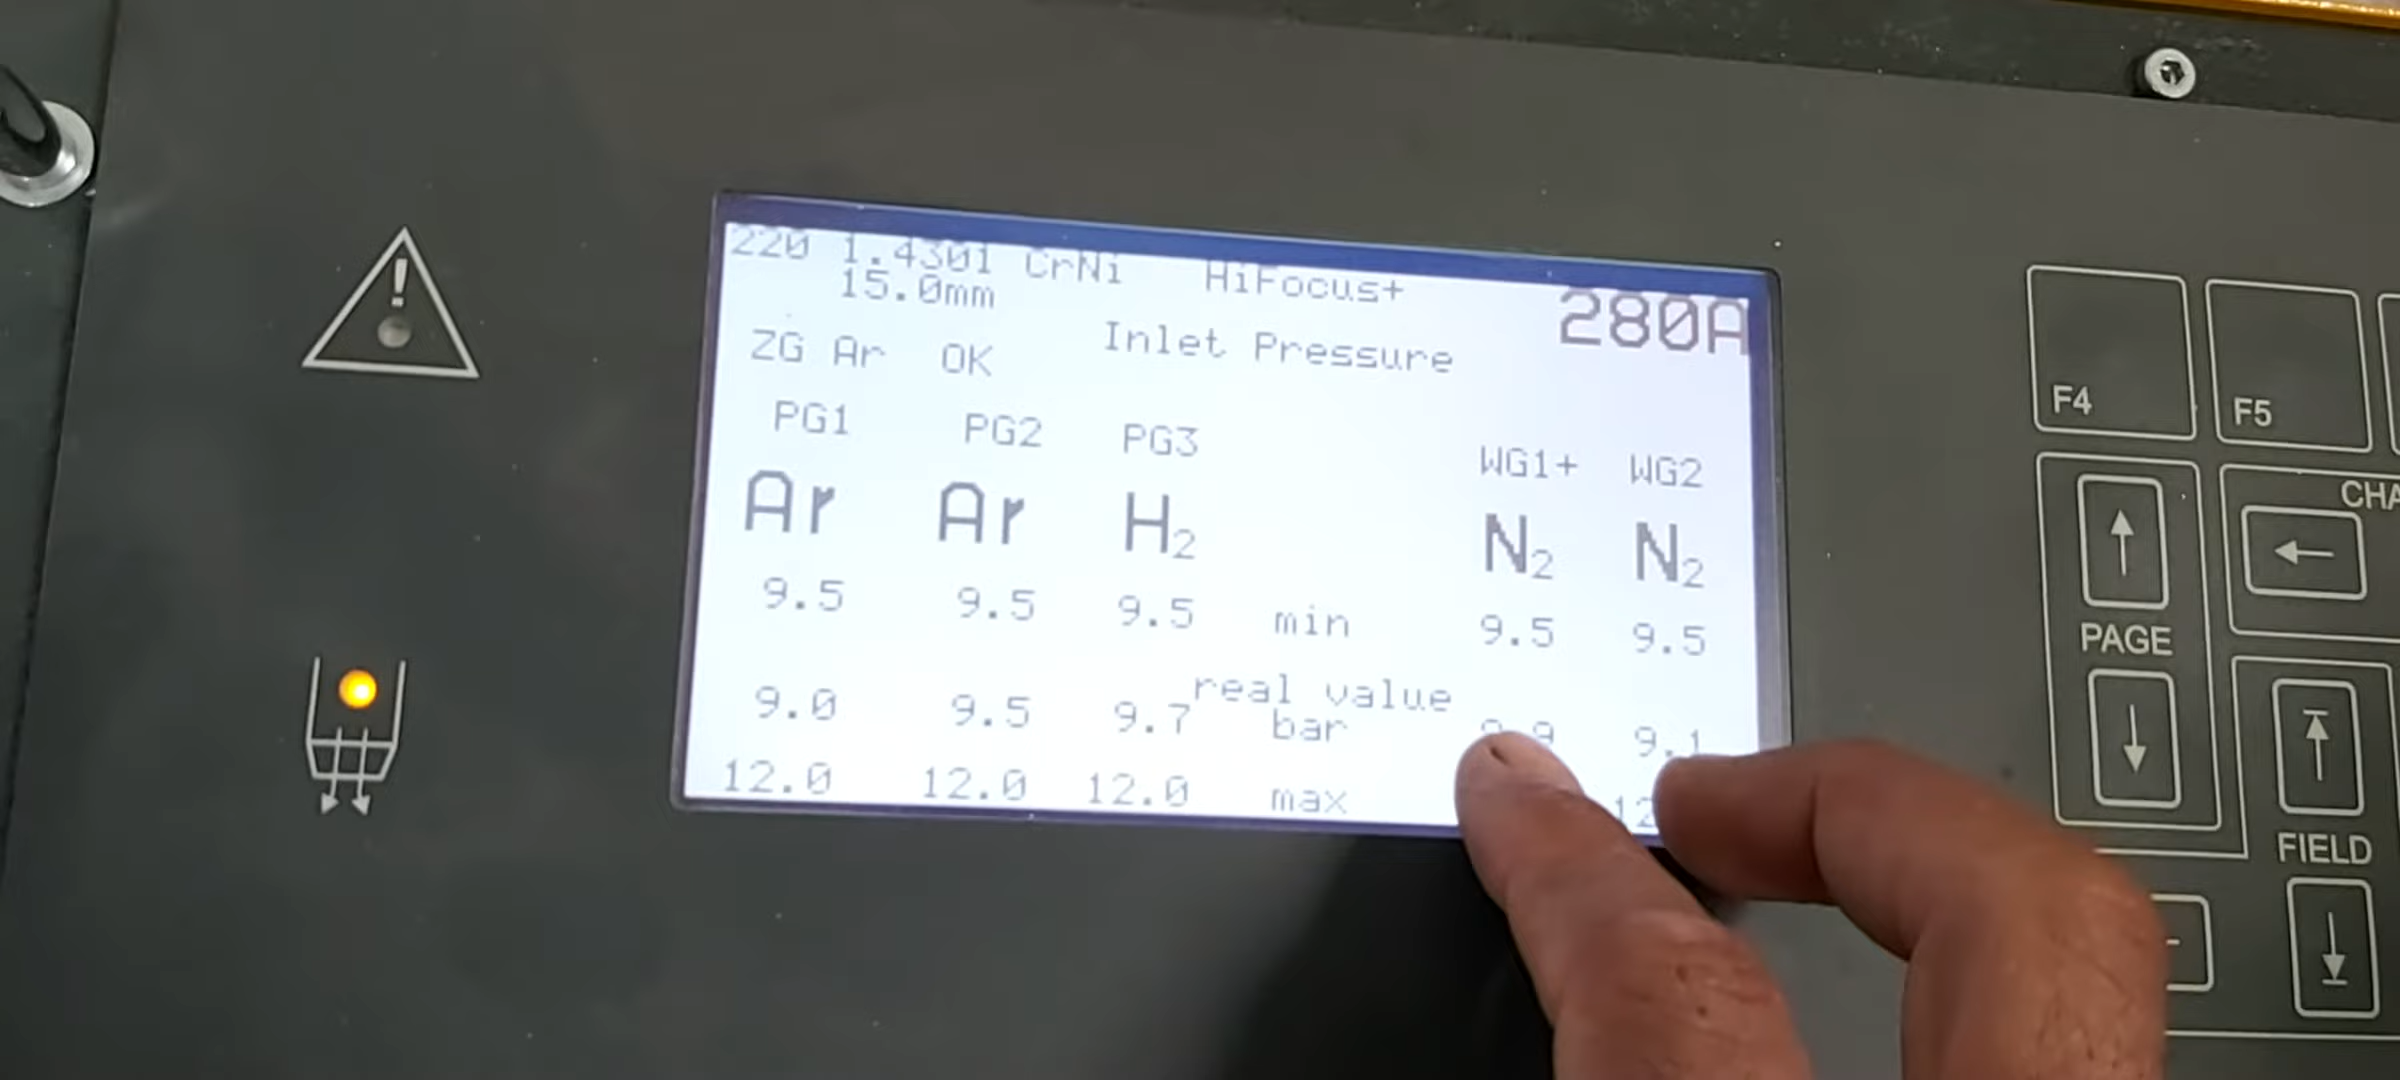 220 1.4301 CrNi HiFocus+
15.0mm
280A
ZG Ar OK Inlet Pressure
PG1 PG2 PG3 WG1+ WG2
Ar Ar H₂ N₂ N₂
9.5 9.5 9.5 min 9.5 9.5
real value
9.0 9.5 9.7 bar 9.1
12.0 12.0 12.0 max
!
F4 F5
PAGE
FIELD